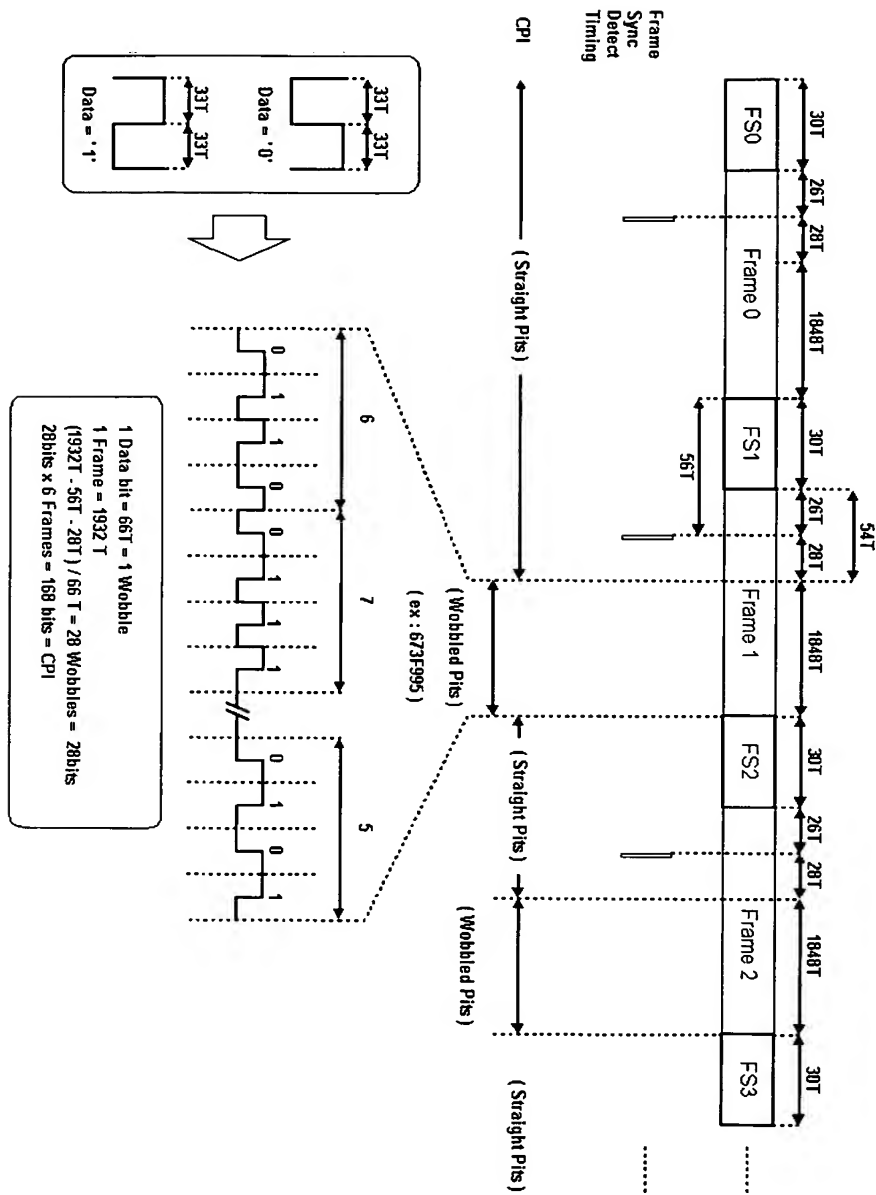 54T
30T 26T 28T 1848T 30T 26T 28T 1848T 30T 26T 28T 1848T 30T
FS0 Frame 0 FS1 Frame 1 FS2 Frame 2 FS3
56T
Frame
Sync
Detect
Timing
CPI
( Straight Pits )
( Wobbled Pits )
( ex : 673F995 )
( Straight Pits )
( Wobbled Pits )
( Straight Pits )
33T 33T
Data = '0'
33T 33T
Data = '1'
6 7 5
0 1 1 0 0 1 1 1 0 1 0 1
1 Data bit = 66T = 1 Wobble
1 Frame = 1932 T
(1932T - 56T - 28T ) / 66 T = 28 Wobbles = 28bits
28bits x 6 Frames = 168 bits = CPI